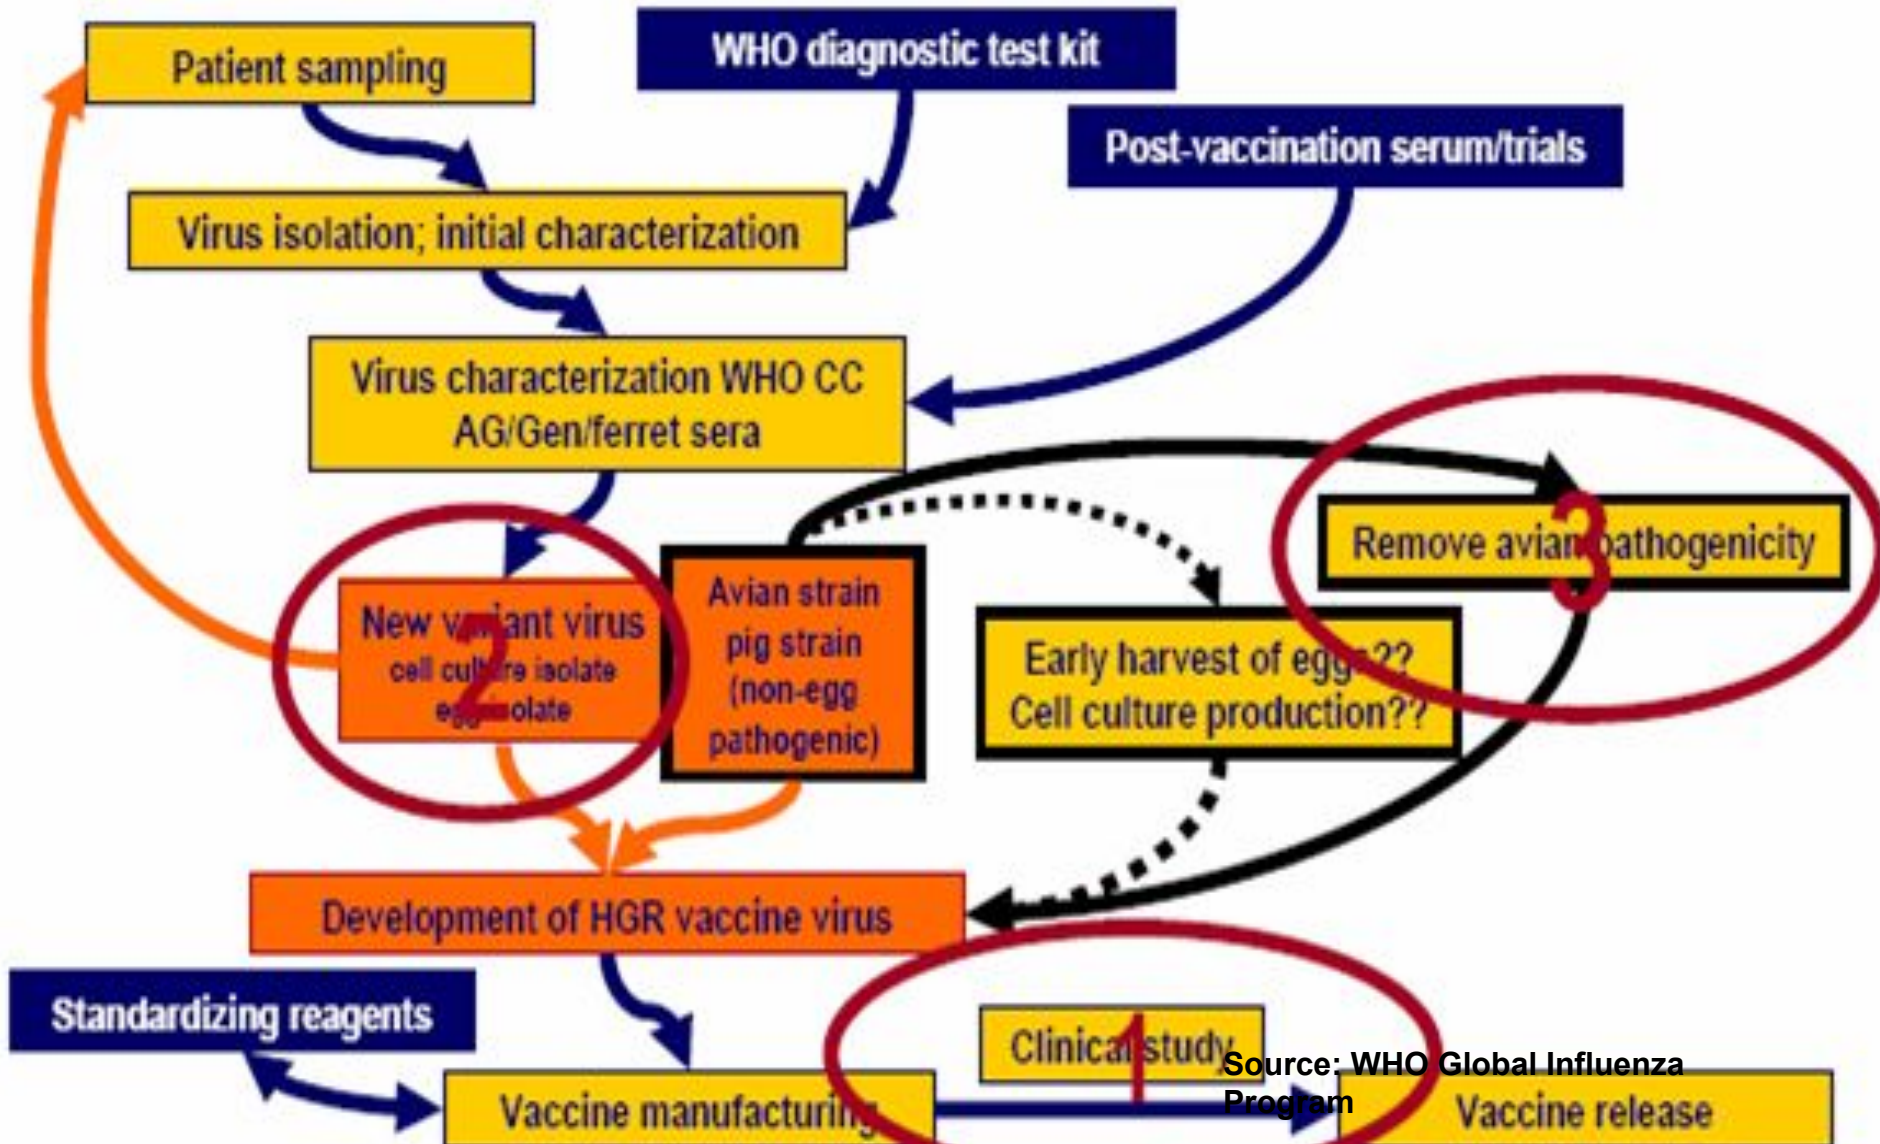 Patient sampling
WHO diagnostic test kit
Post-vaccination serum/trials
Virus isolation; initial characterization
Virus characterization WHO CC
AG/Gen/ferret sera
3
Remove avian pathogenicity
2
New variant virus
cell culture isolate
egg isolate
Avian strain
pig strain
(non-egg
pathogenic)
Early harvest of eggs??
Cell culture production??
Development of HGR vaccine virus
Standardizing reagents
1
Clinical study
Source: WHO Global Influenza
Program
Vaccine manufacturing
Vaccine release